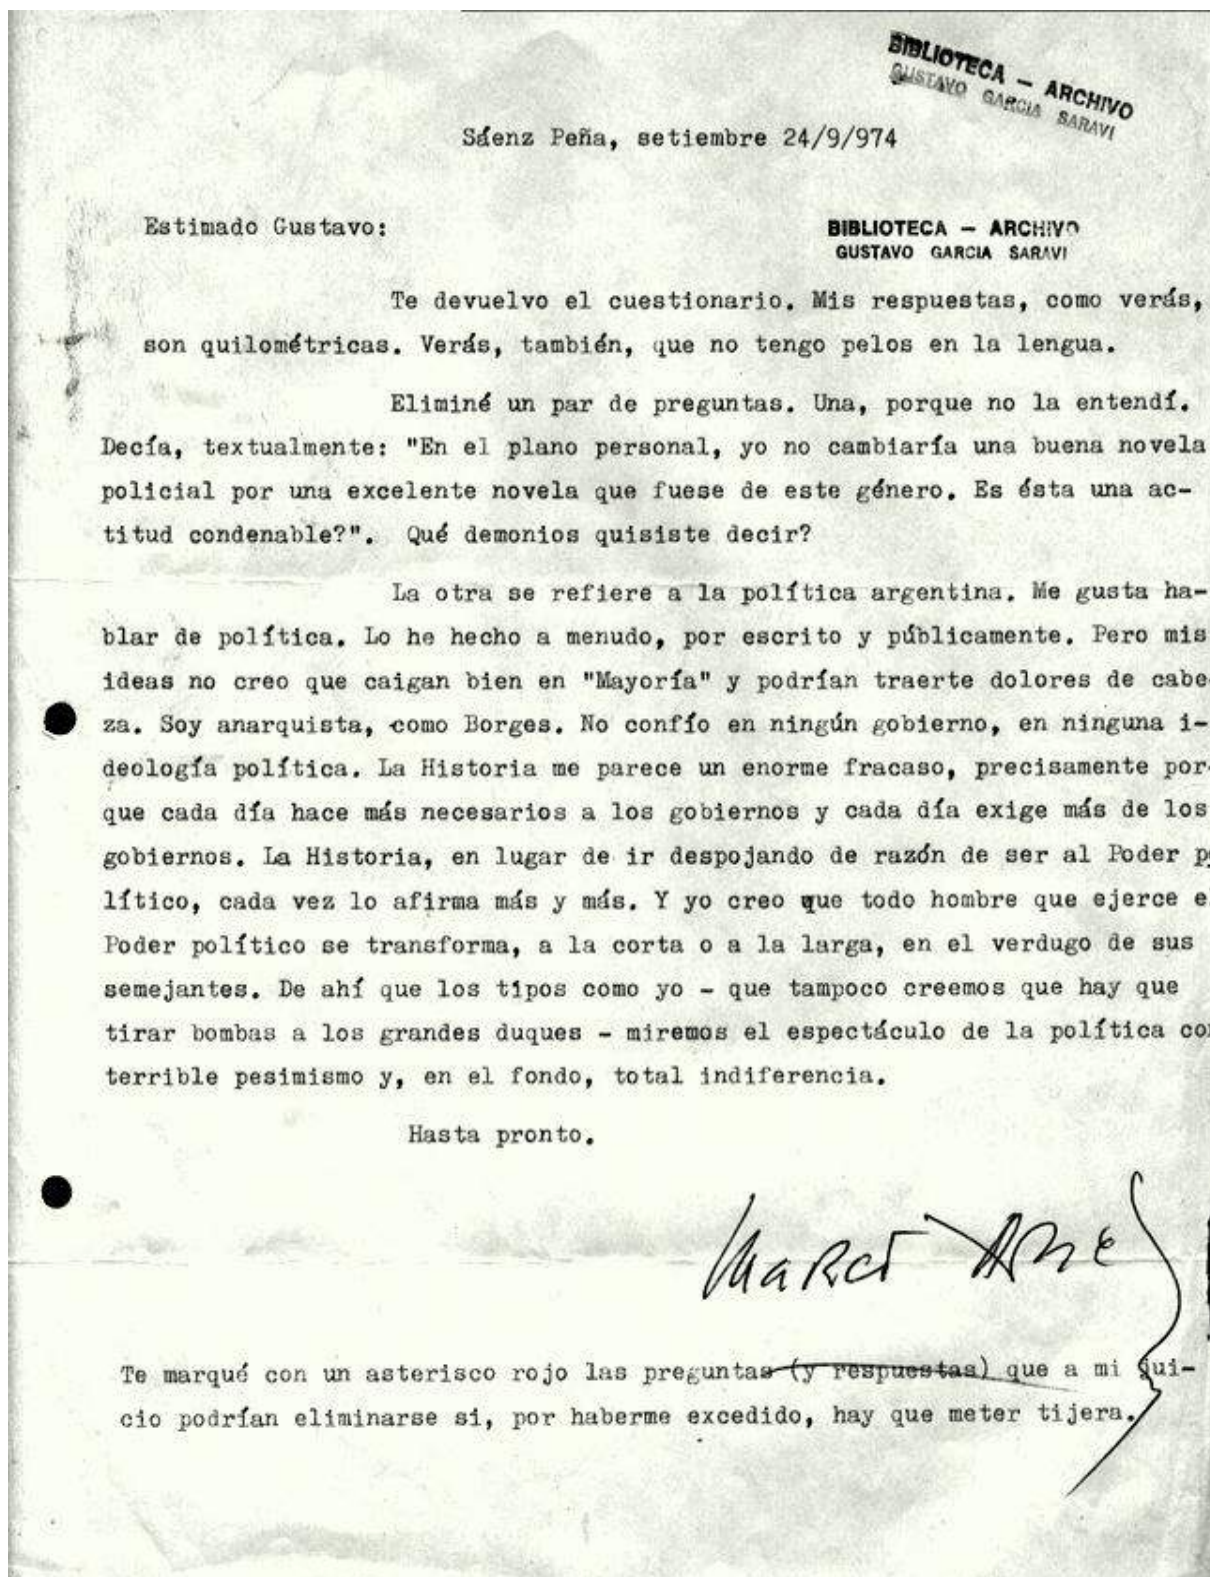 BIBLIOTECA — ARCHIVO
GUSTAVO GARCIA SARAVI
Sáenz Peña, setiembre 24/9/974
Estimado Gustavo:
BIBLIOTECA — ARCHIVO
GUSTAVO GARCIA SARAVI
Te devuelvo el cuestionario. Mis respuestas, como verás,
son quilométricas. Verás, también, que no tengo pelos en la lengua.
Eliminé un par de preguntas. Una, porque no la entendí.
Decía, textualmente: "En el plano personal, yo no cambiaría una buena novela
policial por una excelente novela que fuese de este género. Es ésta una ac-
titud condenable?". Qué demonios quisiste decir?
La otra se refiere a la política argentina. Me gusta ha-
blar de política. Lo he hecho a menudo, por escrito y públicamente. Pero mis
ideas no creo que caigan bien en "Mayoría" y podrían traerte dolores de cabe-
za. Soy anarquista, como Borges. No confío en ningún gobierno, en ninguna i-
deología política. La Historia me parece un enorme fracaso, precisamente por-
que cada día hace más necesarios a los gobiernos y cada día exige más de los
gobiernos. La Historia, en lugar de ir despojando de razón de ser al Poder p
lítico, cada vez lo afirma más y más. Y yo creo que todo hombre que ejerce e
Poder político se transforma, a la corta o a la larga, en el verdugo de sus
semejantes. De ahí que los tipos como yo - que tampoco creemos que hay que
tirar bombas a los grandes duques - miremos el espectáculo de la política co
terrible pesimismo y, en el fondo, total indiferencia.
Hasta pronto.
Te marqué con un asterisco rojo las preguntas (y respuestas) que a mi jui-
cio podrían eliminarse si, por haberme excedido, hay que meter tijera.